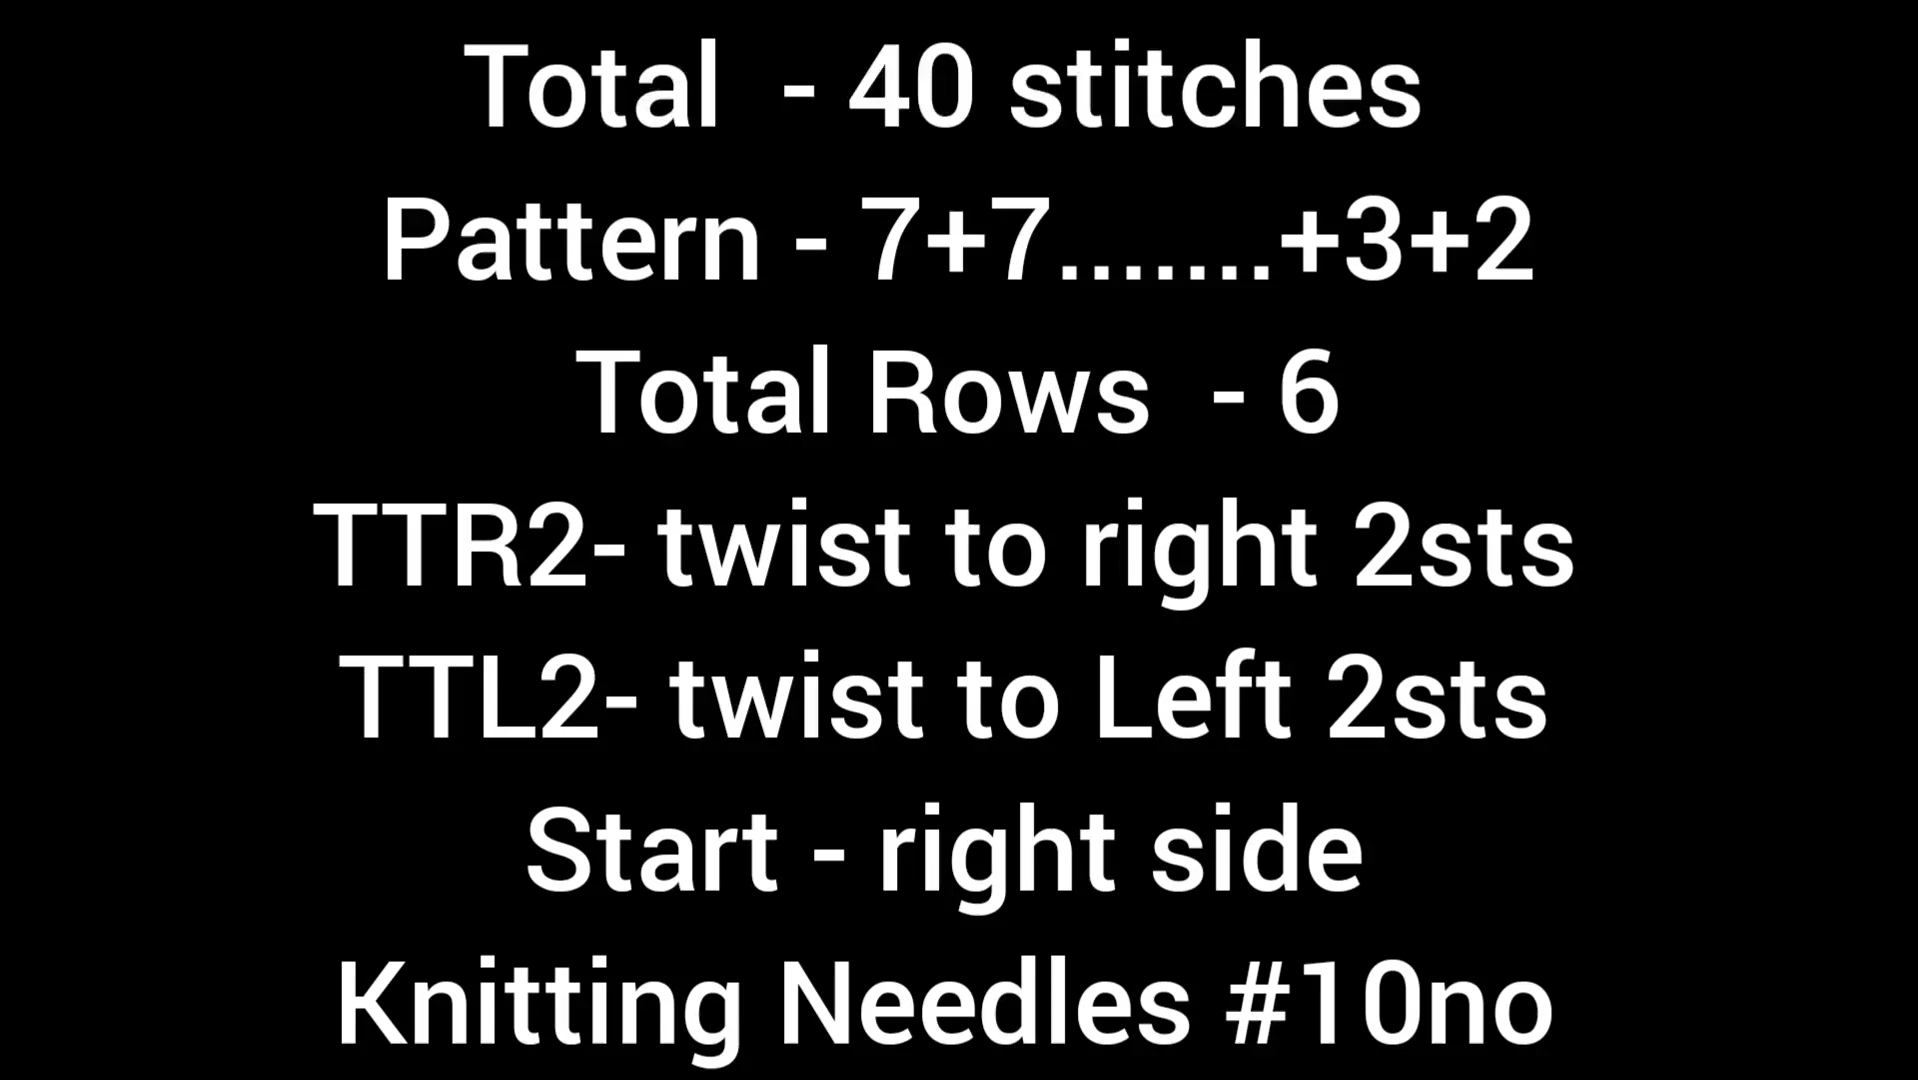 Total - 40 stitches
Pattern - 7+7.......+3+2
Total Rows - 6
TTR2- twist to right 2sts
TTL2- twist to Left 2sts
Start - right side
Knitting Needles #10no